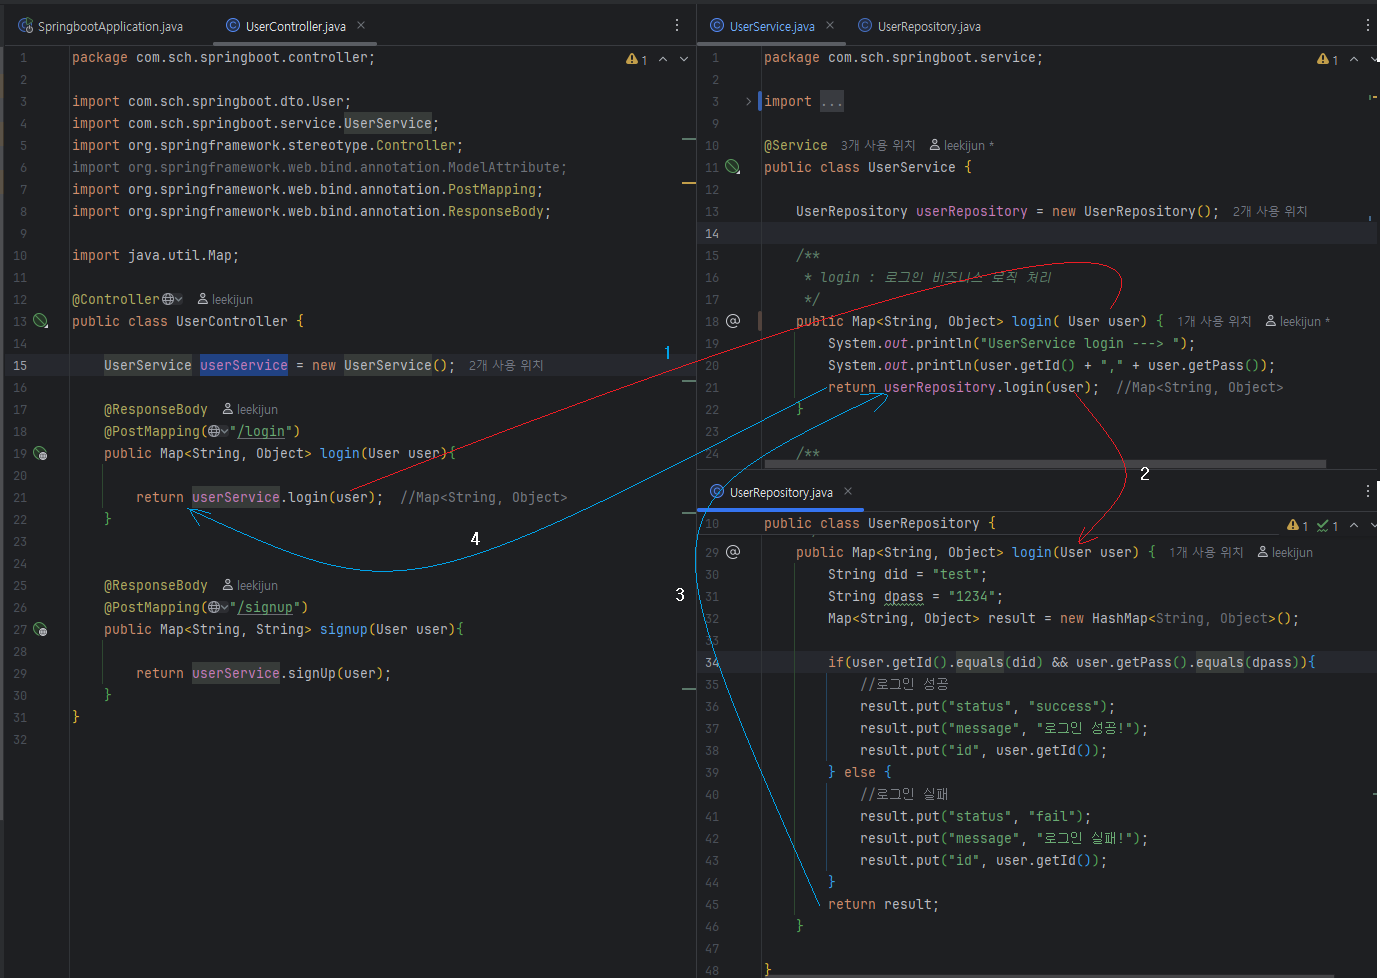 SpringbootApplication.java
UserController.java
1 package com.sch.springboot.controller;
1
2
3 import com.sch.springboot.dto.User;
4 import com.sch.springboot.service.UserService;
5 import org.springframework.stereotype.Controller;
6 import org.springframework.web.bind.annotation.ModelAttribute;
7 import org.springframework.web.bind.annotation.PostMapping;
8 import org.springframework.web.bind.annotation.ResponseBody;
9
10 import java.util.Map;
11
12 @Controller leekijun
13 public class UserController {
14
15 UserService userService = new UserService(); 2개 사용 위치
16
17 @ResponseBody leekijun
18 @PostMapping("/login")
19 public Map<String, Object> login(User user){
20
21 return userService.login(user); //Map<String, Object>
22 }
23
24
25 @ResponseBody leekijun
26 @PostMapping("/signup")
27 public Map<String, String> signup(User user){
28
29 return userService.signUp(user);
30 }
31 }
32
1
4
3
UserService.java
UserRepository.java
1 package com.sch.springboot.service;
1
2
3 import ...
9
10 @Service 3개 사용 위치 leekijun *
11 public class UserService {
12
13 UserRepository userRepository = new UserRepository(); 2개 사용 위치
14
15 /**
16 * login : 로그인 비즈니스 로직 처리
17 */
18 public Map<String, Object> login( User user) { 1개 사용 위치 leekijun *
19 System.out.println("UserService login ---> ");
20 System.out.println(user.getId() + "," + user.getPass());
21 return userRepository.login(user); //Map<String, Object>
22 }
23
24 /**
2
UserRepository.java
10 public class UserRepository {
1 1
29 public Map<String, Object> login(User user) { 1개 사용 위치 leekijun
30 String did = "test";
31 String dpass = "1234";
32 Map<String, Object> result = new HashMap<String, Object>();
33
34 if(user.getId().equals(did) && user.getPass().equals(dpass)){
35 //로그인 성공
36 result.put("status", "success");
37 result.put("message", "로그인 성공!");
38 result.put("id", user.getId());
39 } else {
40 //로그인 실패
41 result.put("status", "fail");
42 result.put("message", "로그인 실패!");
43 result.put("id", user.getId());
44 }
45 return result;
46 }
47
48 }